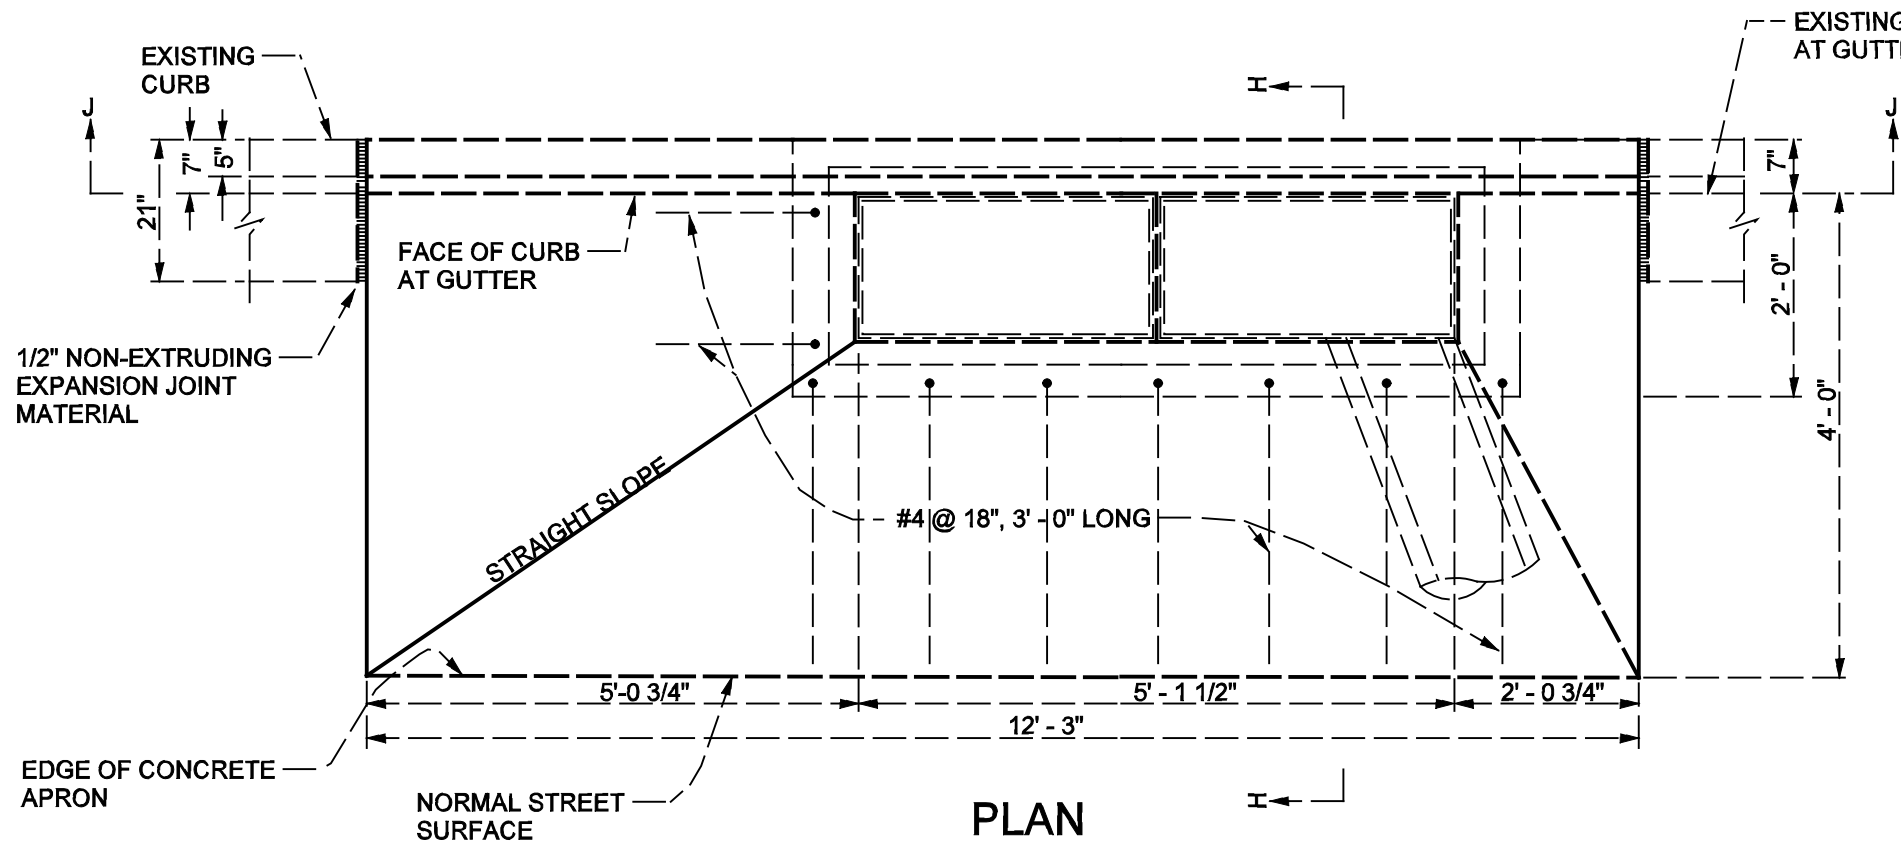 EXISTING
CURB
EXISTING
AT GUTT
H
J
J
7"
5"
21"
7"
FACE OF CURB
AT GUTTER
2' - 0"
4' - 0"
1/2" NON-EXTRUDING
EXPANSION JOINT
MATERIAL
STRAIGHT SLOPE
#4 @ 18", 3' - 0" LONG
5'-0 3/4"
5' - 1 1/2"
2' - 0 3/4"
12' - 3"
EDGE OF CONCRETE
APRON
NORMAL STREET
SURFACE
H
PLAN